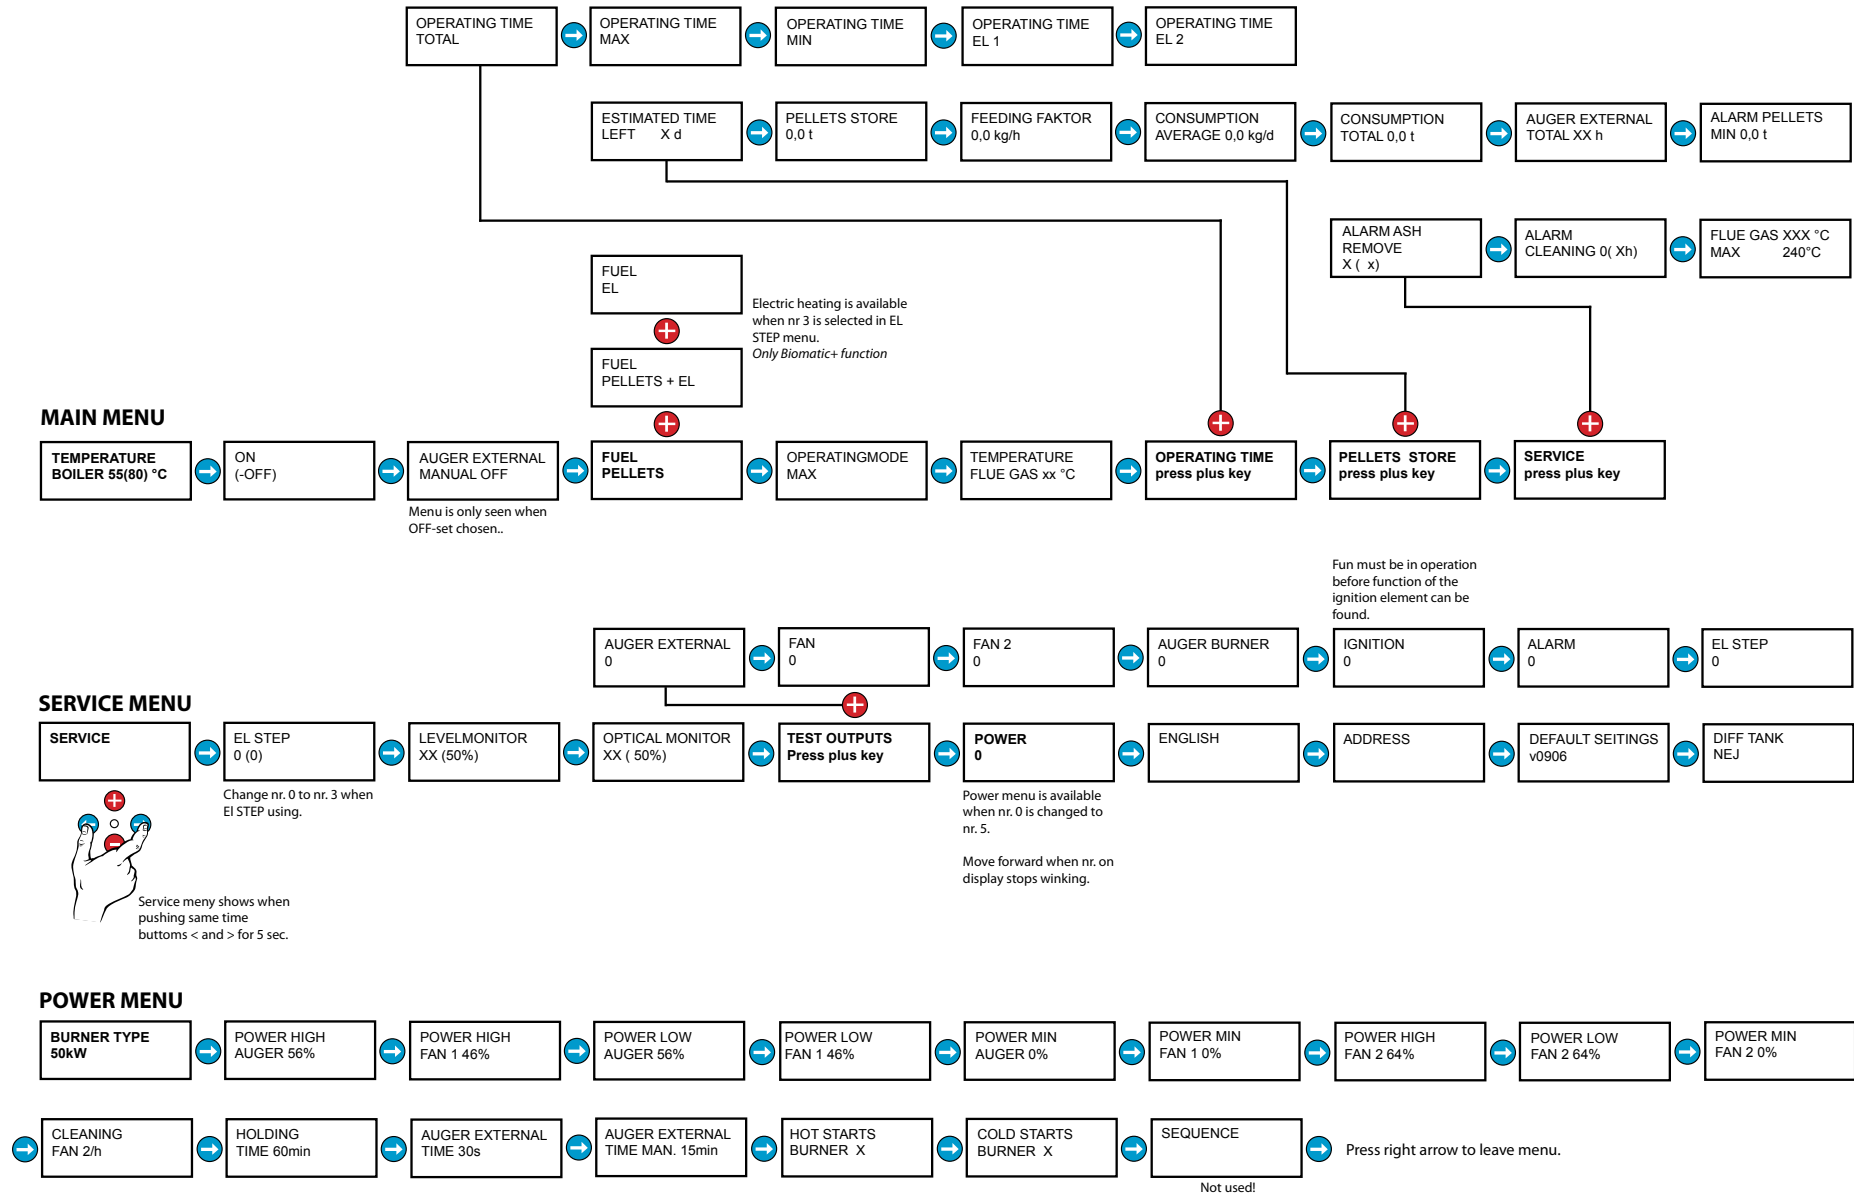 OPERATING TIME
TOTAL
OPERATING TIME
MAX
OPERATING TIME
MIN
OPERATING TIME
EL 1
OPERATING TIME
EL 2
ESTIMATED TIME
LEFT X d
PELLETS STORE
0,0 t
FEEDING FAKTOR
0,0 kg/h
CONSUMPTION
AVERAGE 0,0 kg/d
CONSUMPTION
TOTAL 0,0 t
AUGER EXTERNAL
TOTAL XX h
ALARM PELLETS
MIN 0,0 t
ALARM ASH
REMOVE
X ( x)
ALARM
CLEANING 0( Xh)
FLUE GAS XXX °C
MAX 240°C
FUEL
EL
Electric heating is available
when nr 3 is selected in EL
STEP menu.
Only Biomatic+ function
FUEL
PELLETS + EL
MAIN MENU
TEMPERATURE
BOILER 55(80) °C
ON
(-OFF)
AUGER EXTERNAL
MANUAL OFF
Menu is only seen when
OFF-set chosen..
FUEL
PELLETS
OPERATINGMODE
MAX
TEMPERATURE
FLUE GAS xx °C
OPERATING TIME
press plus key
PELLETS STORE
press plus key
SERVICE
press plus key
Fun must be in operation
before function of the
ignition element can be
found.
AUGER EXTERNAL
0
FAN
0
FAN 2
0
AUGER BURNER
0
IGNITION
0
ALARM
0
EL STEP
0
SERVICE MENU
SERVICE
EL STEP
0 (0)
Change nr. 0 to nr. 3 when
El STEP using.
LEVELMONITOR
XX (50%)
OPTICAL MONITOR
XX ( 50%)
TEST OUTPUTS
Press plus key
POWER
0
Power menu is available
when nr. 0 is changed to
nr. 5.
Move forward when nr. on
display stops winking.
ENGLISH
ADDRESS
DEFAULT SEITINGS
v0906
DIFF TANK
NEJ
Service meny shows when
pushing same time
buttoms < and > for 5 sec.
POWER MENU
BURNER TYPE
50kW
POWER HIGH
AUGER 56%
POWER HIGH
FAN 1 46%
POWER LOW
AUGER 56%
POWER LOW
FAN 1 46%
POWER MIN
AUGER 0%
POWER MIN
FAN 1 0%
POWER HIGH
FAN 2 64%
POWER LOW
FAN 2 64%
POWER MIN
FAN 2 0%
CLEANING
FAN 2/h
HOLDING
TIME 60min
AUGER EXTERNAL
TIME 30s
AUGER EXTERNAL
TIME MAN. 15min
HOT STARTS
BURNER X
COLD STARTS
BURNER X
SEQUENCE
Not used!
Press right arrow to leave menu.